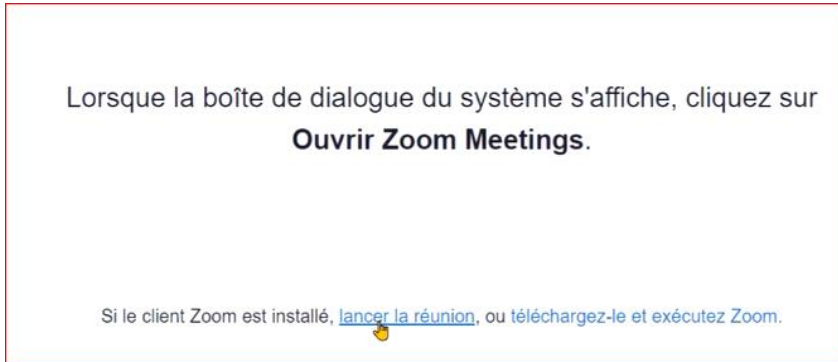 Lorsque la boîte de dialogue du système s'affiche, cliquez sur
Ouvrir Zoom Meetings.
Si le client Zoom est installé, lancer la réunion, ou téléchargez-le et exécutez Zoom.